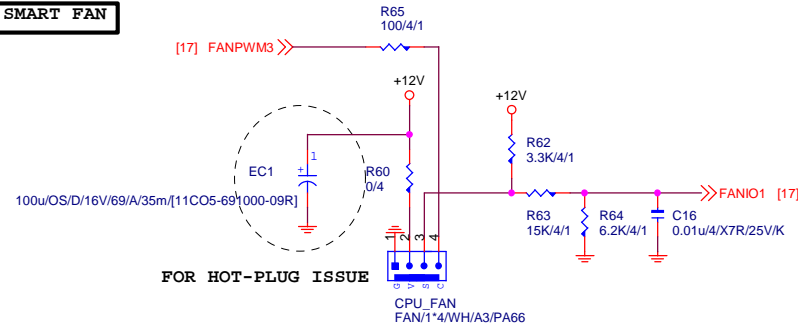 SMART FAN
R65
100/4/1
[17] FANPWM3
+12V
+12V
R62
3.3K/4/1
1
EC1
+
R60
0/4
100u/OS/D/16V/69/A/35m/[11CO5-691000-09R]
FANIO1 [17]
R63
15K/4/1
R64
6.2K/4/1
C16
0.01u/4/X7R/25V/K
1
2
3
4
G
V
S
C
FOR HOT-PLUG ISSUE
CPU_FAN
FAN/1*4/WH/A3/PA66